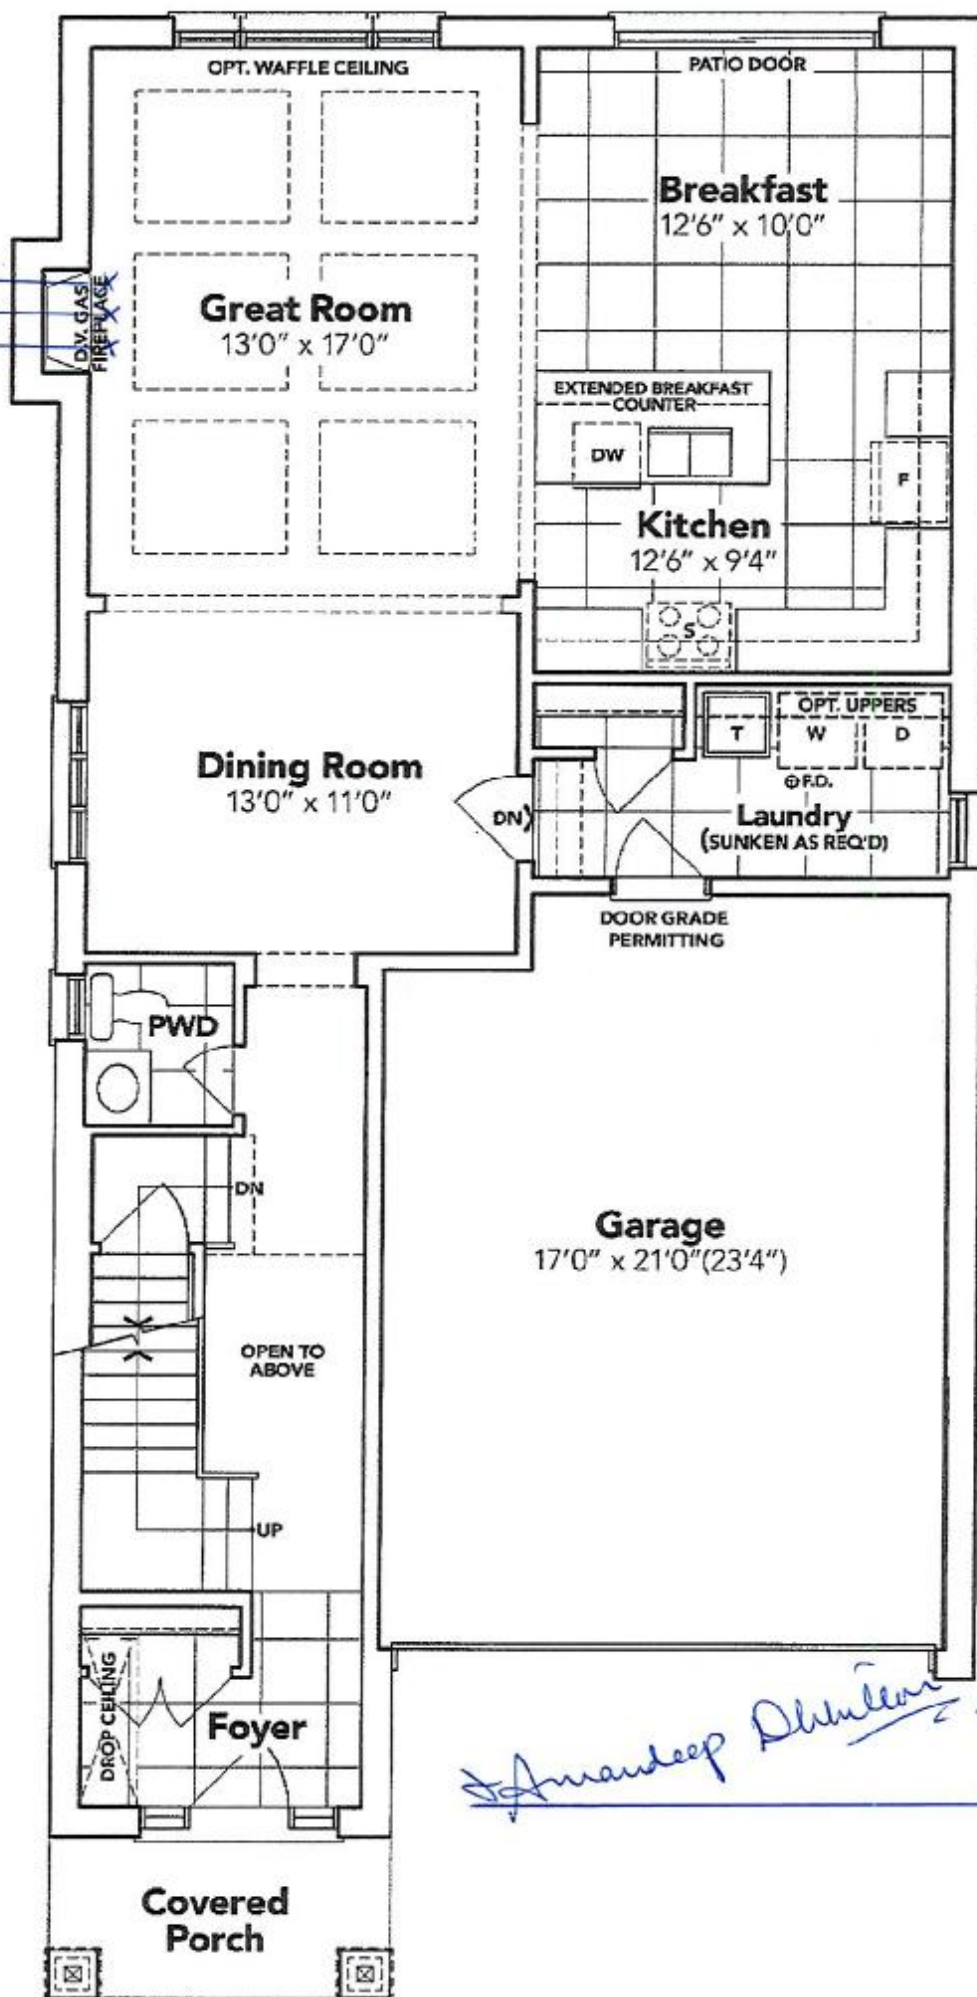 OPT. WAFFLE CEILING
PATIO DOOR
Breakfast
12'6" x 10'0"
D.V. GAS
FIREPLACE
Great Room
13'0" x 17'0"
EXTENDED BREAKFAST
COUNTER
DW
F
Kitchen
12'6" x 9'4"
S
OPT. UPPERS
T
W
D
Dining Room
13'0" x 11'0"
F.D.
DN
Laundry
(SUNKEN AS REQ'D)
DOOR GRADE
PERMITTING
PWD
DN
Garage
17'0" x 21'0"(23'4")
OPEN TO
ABOVE
UP
DROP CEILING
Foyer
Amandeep
Covered
Porch